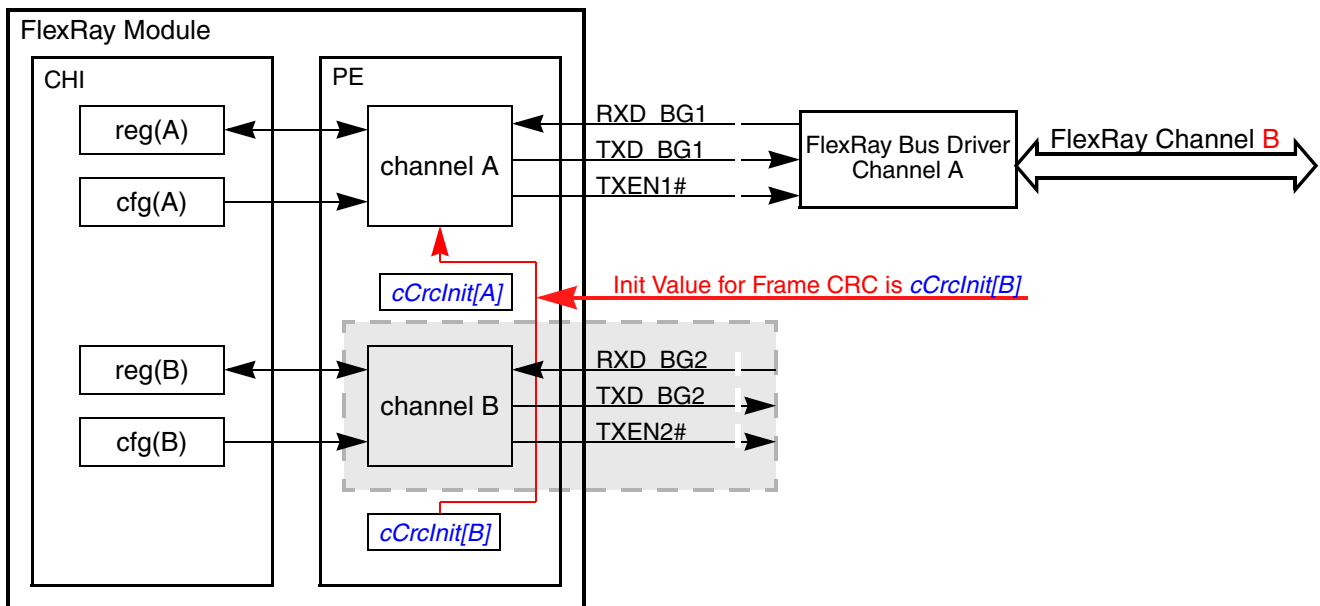 FlexRay Module
CHI
PE
reg(A)
cfg(A)
channel A
RXD_BG1
TXD_BG1
TXEN1#
FlexRay Bus Driver
Channel A
FlexRay Channel B
cCrcInit[A]
Init Value for Frame CRC is cCrcInit[B]
reg(B)
cfg(B)
channel B
RXD_BG2
TXD_BG2
TXEN2#
cCrcInit[B]